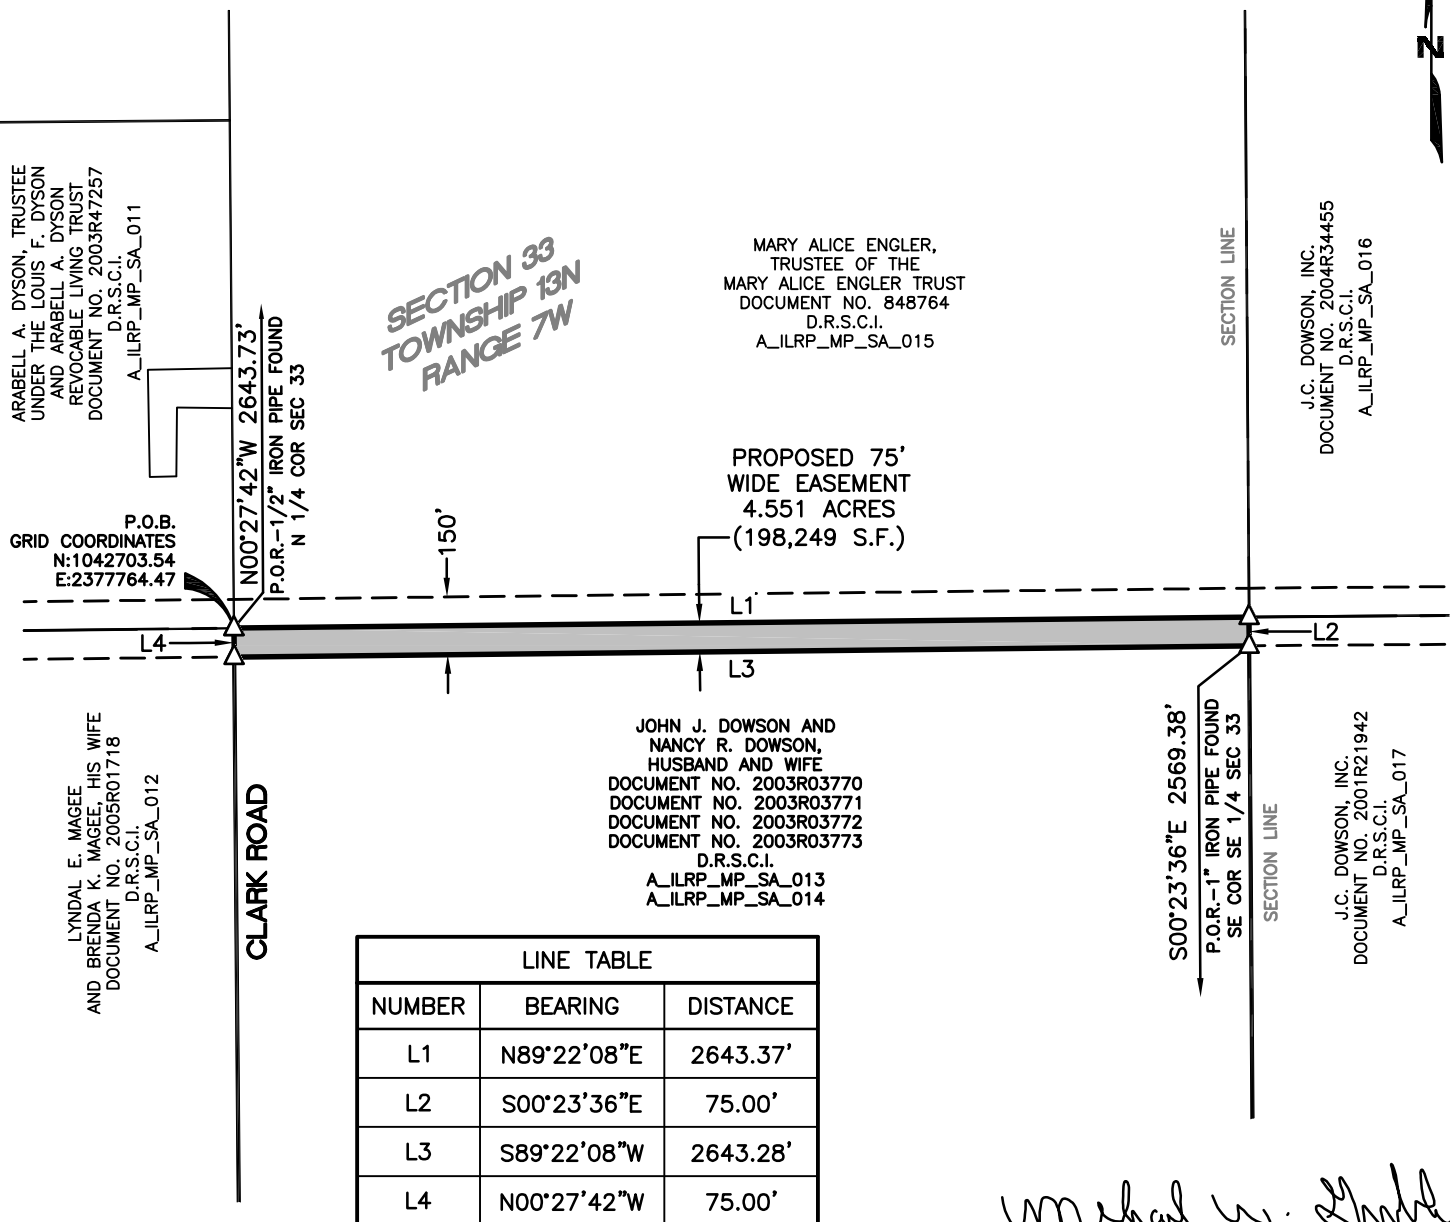 N
ARABELL A. DYSON, TRUSTEE
UNDER THE LOUIS F. DYSON
AND ARABELL A. DYSON
REVOCABLE LIVING TRUST
DOCUMENT NO. 2003R47257
D.R.S.C.I.
A_ILRP_MP_SA_011
N00°27'42"W 2643.73'
P.O.R.-1/2" IRON PIPE FOUND
N 1/4 COR SEC 33
SECTION 33
TOWNSHIP 13N
RANGE 7W
MARY ALICE ENGLER,
TRUSTEE OF THE
MARY ALICE ENGLER TRUST
DOCUMENT NO. 848764
D.R.S.C.I.
A_ILRP_MP_SA_015
SECTION LINE
J.C. DOWSON, INC.
DOCUMENT NO. 2004R34455
D.R.S.C.I.
A_ILRP_MP_SA_016
P.O.B.
GRID COORDINATES
N:1042703.54
E:2377764.47
150'
PROPOSED 75'
WIDE EASEMENT
4.551 ACRES
(198,249 S.F.)
L1
L4
L2
L3
LYNDAL E. MAGEE
AND BRENDA K. MAGEE, HIS WIFE
DOCUMENT NO. 2005R01718
D.R.S.C.I.
A_ILRP_MP_SA_012
CLARK ROAD
JOHN J. DOWSON AND
NANCY R. DOWSON,
HUSBAND AND WIFE
DOCUMENT NO. 2003R03770
DOCUMENT NO. 2003R03771
DOCUMENT NO. 2003R03772
DOCUMENT NO. 2003R03773
D.R.S.C.I.
A_ILRP_MP_SA_013
A_ILRP_MP_SA_014
S00°23'36"E 2569.38'
P.O.R.-1" IRON PIPE FOUND
SE COR SE 1/4 SEC 33
SECTION LINE
J.C. DOWSON, INC.
DOCUMENT NO. 2001R21942
D.R.S.C.I.
A_ILRP_MP_SA_017
LINE TABLE
NUMBER BEARING DISTANCE
L1 N89°22'08"E 2643.37'
L2 S00°23'36"E 75.00'
L3 S89°22'08"W 2643.28'
L4 N00°27'42"W 75.00'